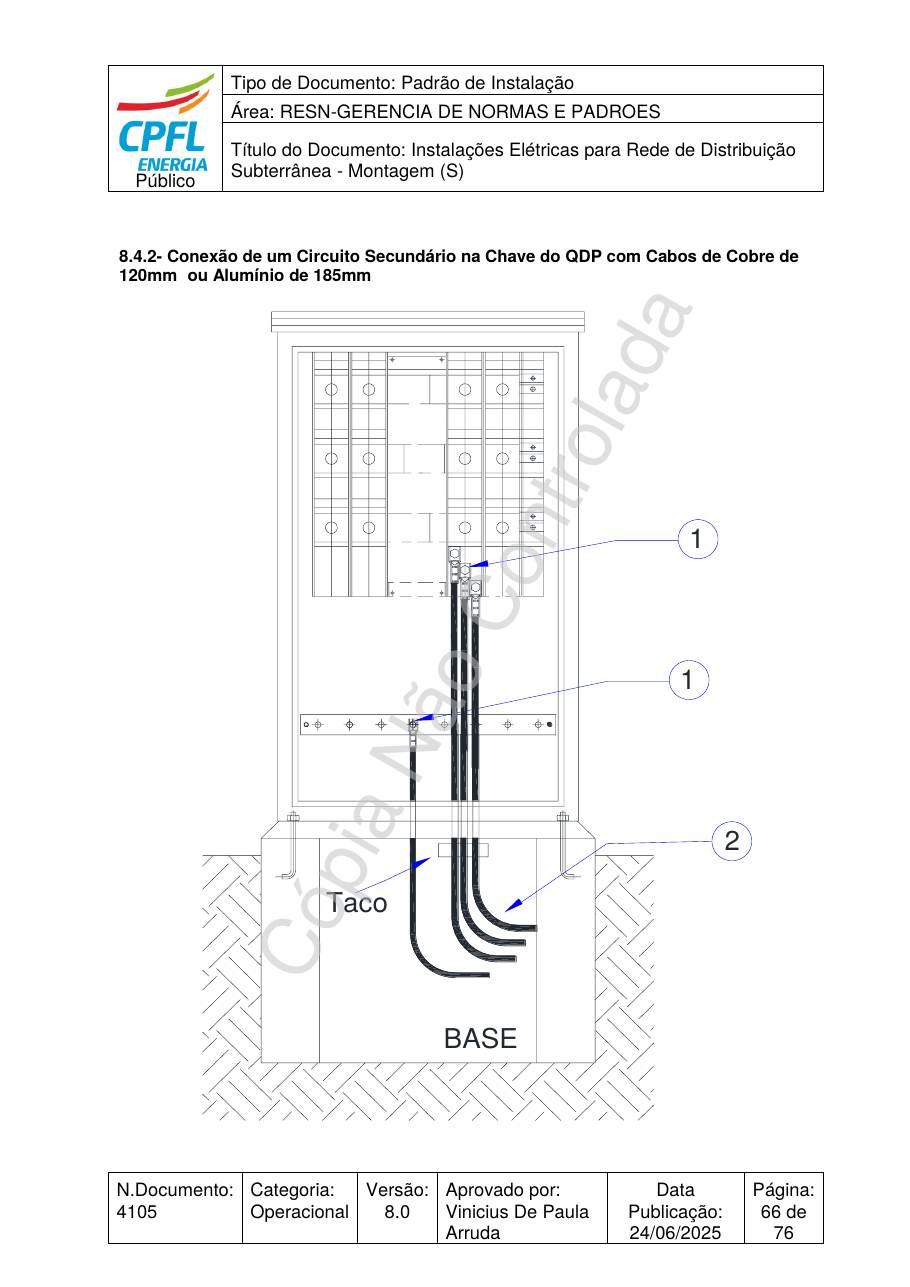 CPFL
ENERGIA
Público
Tipo de Documento: Padrão de Instalação
Área: RESN-GERENCIA DE NORMAS E PADROES
Título do Documento: Instalações Elétricas para Rede de Distribuição
Subterrânea - Montagem (S)
8.4.2- Conexão de um Circuito Secundário na Chave do QDP com Cabos de Cobre de
120mm  ou Alumínio de 185mm
1
1
2
Taco
BASE
Cópia Não Controlada
N.Documento:
4105
Categoria:
Operacional
Versão:
8.0
Aprovado por:
Vinicius De Paula
Arruda
Data
Publicação:
24/06/2025
Página:
66 de
76